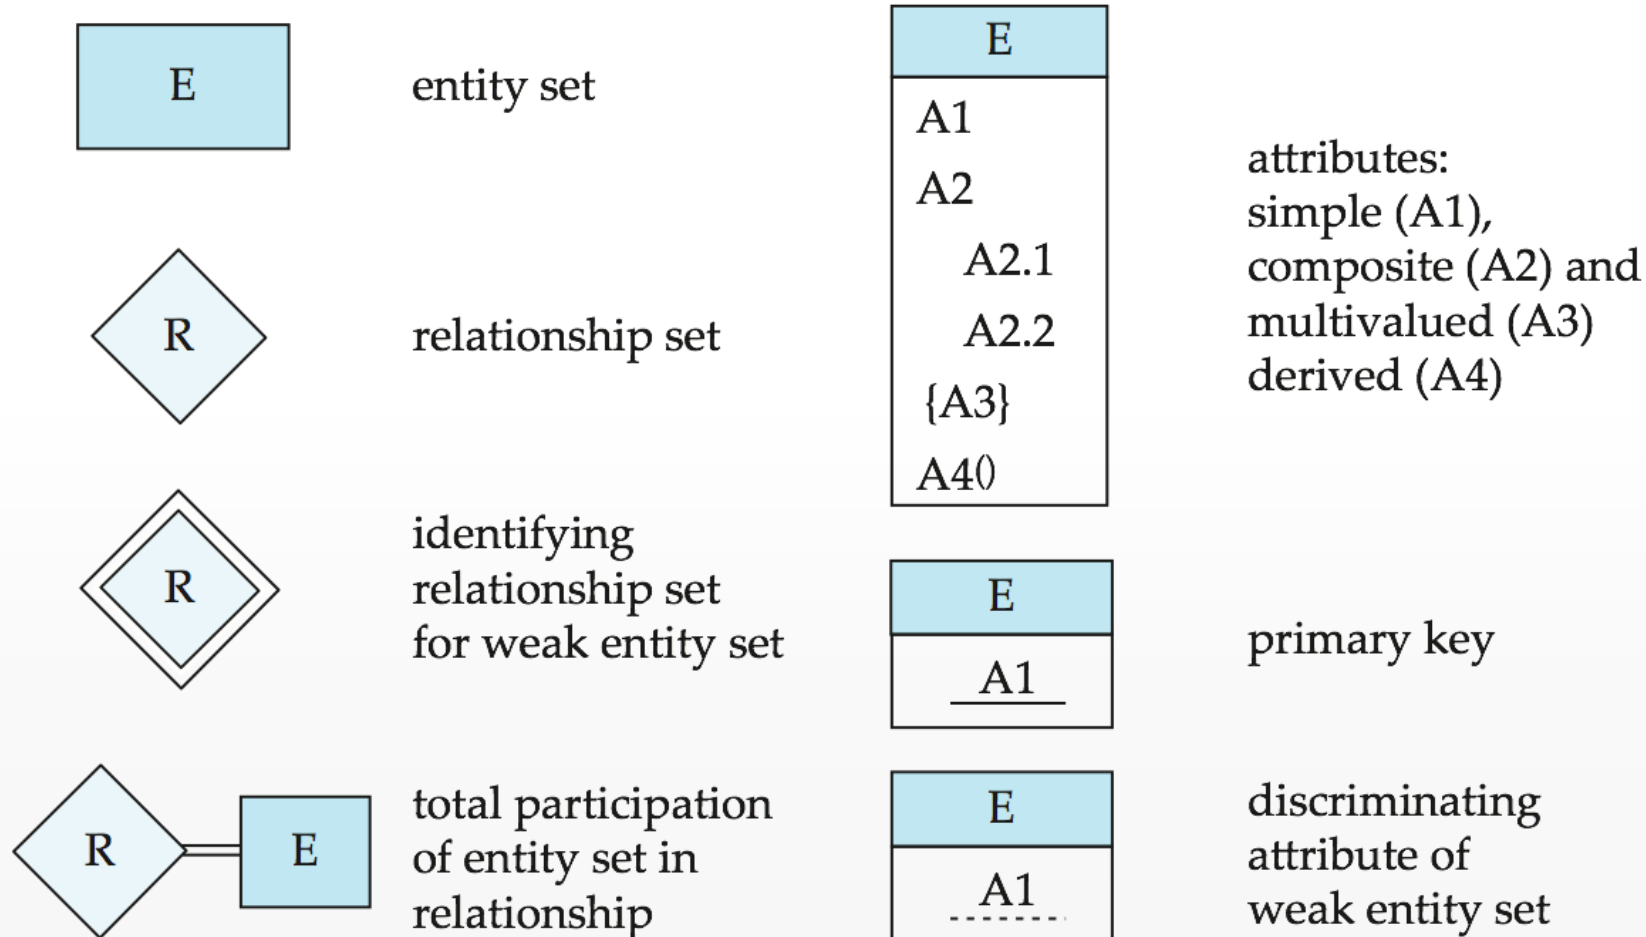 E
entity set
R
relationship set
R
identifying
relationship set
for weak entity set
R
E
total participation
of entity set in
relationship
E
A1
A2
A2.1
A2.2
{A3}
A4()
attributes:
simple (A1),
composite (A2) and
multivalued (A3)
derived (A4)
E
A1
primary key
E
A1
discriminating
attribute of
weak entity set